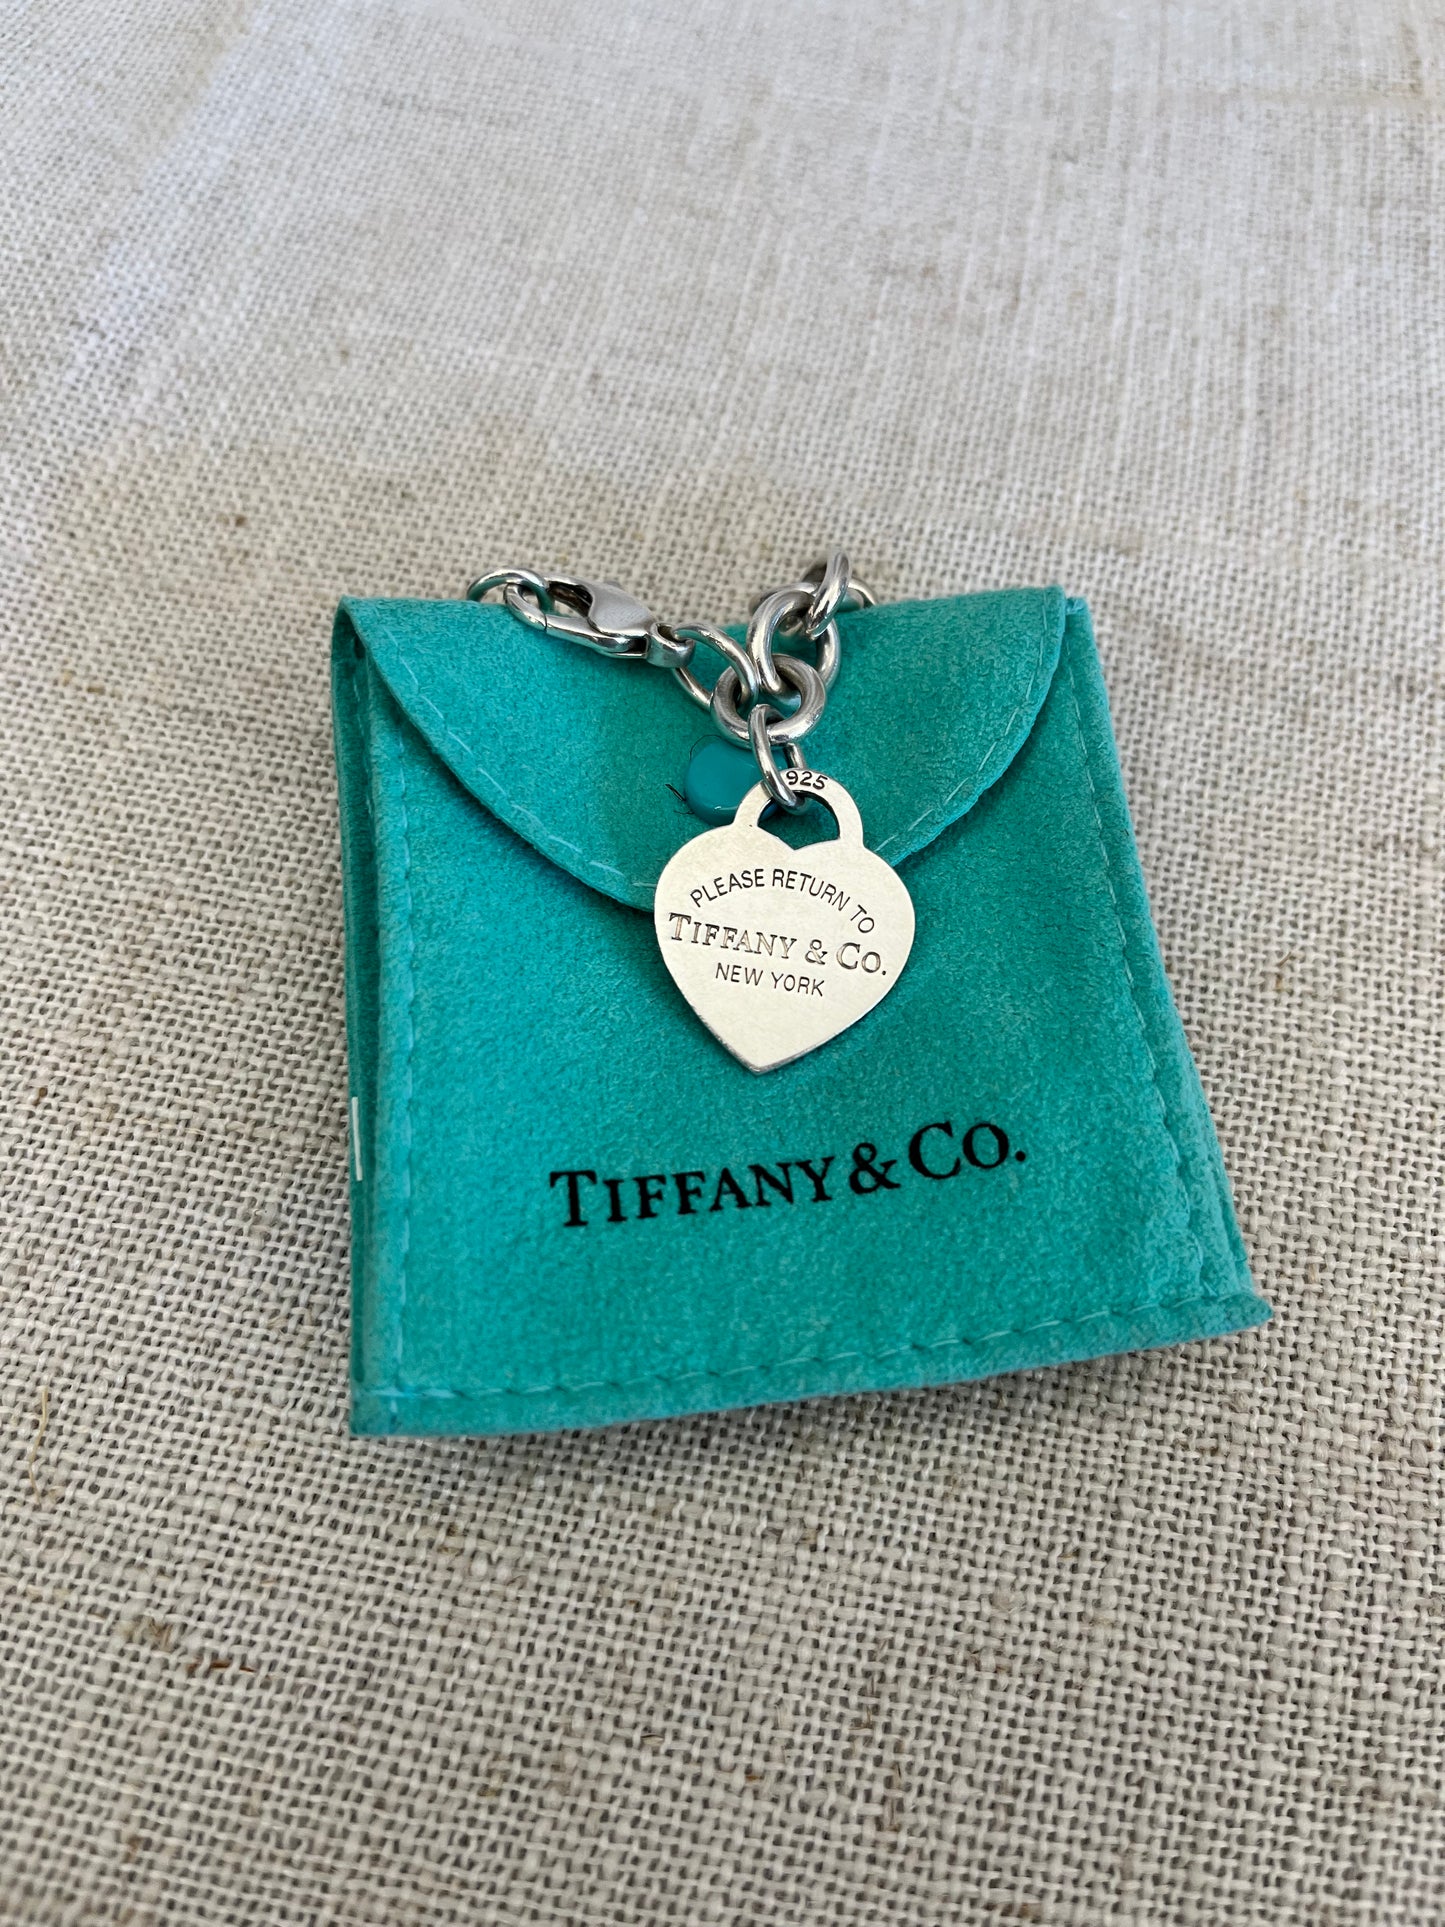 925
PLEASE RETURN TO
TIFFANY & CO.
NEW YORK
TIFFANY & CO.